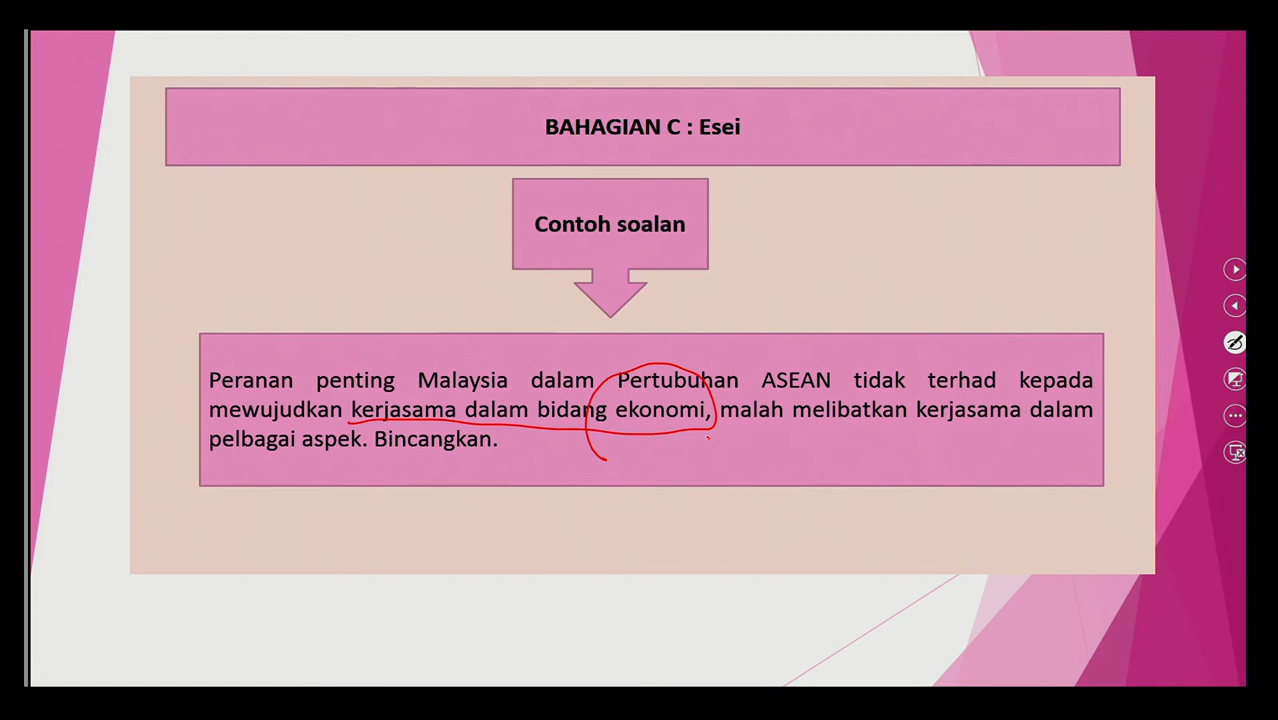 BAHAGIAN C : Esei
Contoh soalan
Peranan penting Malaysia dalam Pertubuhan ASEAN tidak terhad kepada
mewujudkan kerjasama dalam bidang ekonomi, malah melibatkan kerjasama dalam
pelbagai aspek. Bincangkan.